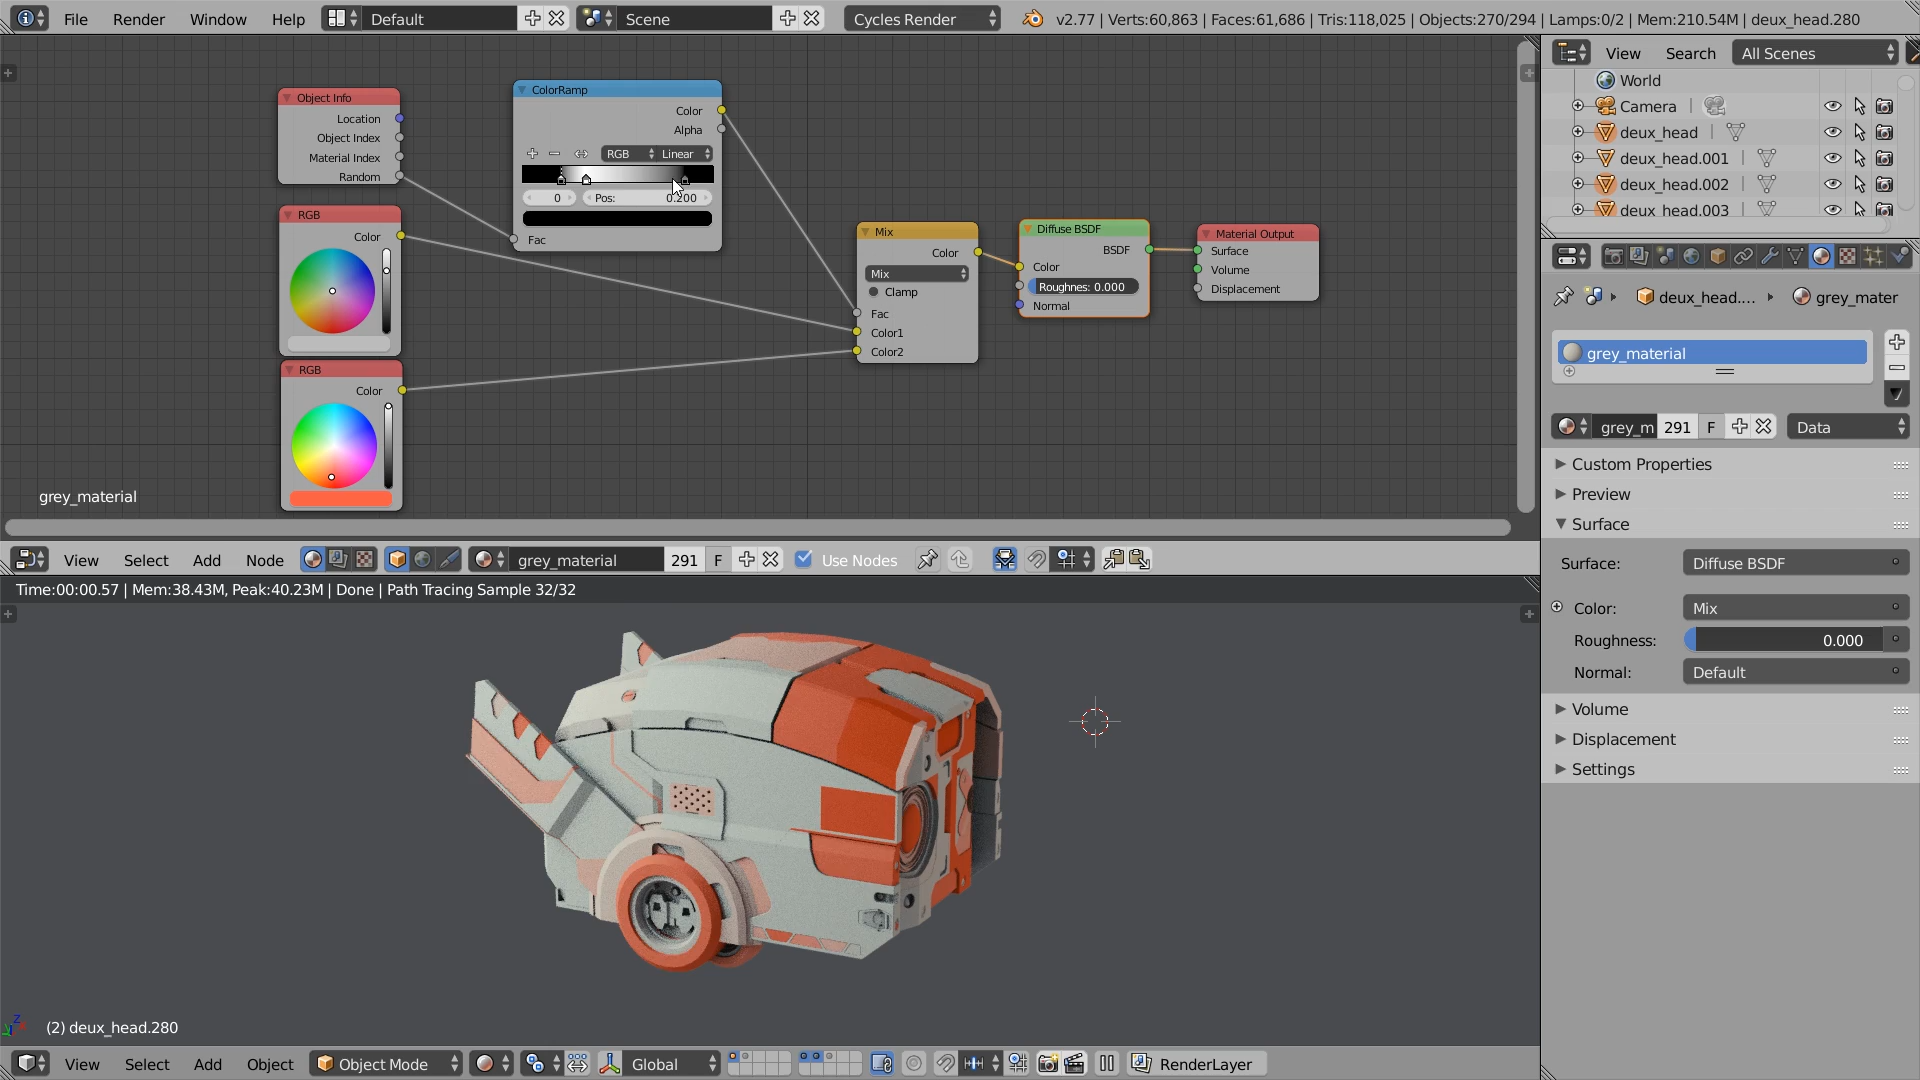 File Render Window Help Default Scene Cycles Render v2.77 | Verts:60,863 | Faces:61,686 | Tris:118,025 | Objects:270/294 | Lamps:0/2 | Mem:210.54M | deux_head.280
Object Info
Location
Object Index
Material Index
Random
RGB
Color
RGB
Color
ColorRamp
Color
Alpha
RGB Linear
0 Pos: 0.200
Fac
Mix
Color
Mix
Clamp
Fac
Color1
Color2
Diffuse BSDF
BSDF
Color
Roughnes: 0.000
Normal
Material Output
Surface
Volume
Displacement
grey_material
View Select Add Node grey_material 291 F Use Nodes
Time:00:00.57 | Mem:38.43M, Peak:40.23M | Done | Path Tracing Sample 32/32
Z
(2) deux_head.280
View Select Add Object Object Mode Global RenderLayer
View Search All Scenes
World
Camera
deux_head
deux_head.001
deux_head.002
deux_head.003
deux_head.... grey_mater
grey_material
grey_m 291 F Data
Custom Properties
Preview
Surface
Surface: Diffuse BSDF
Color: Mix
Roughness: 0.000
Normal: Default
Volume
Displacement
Settings